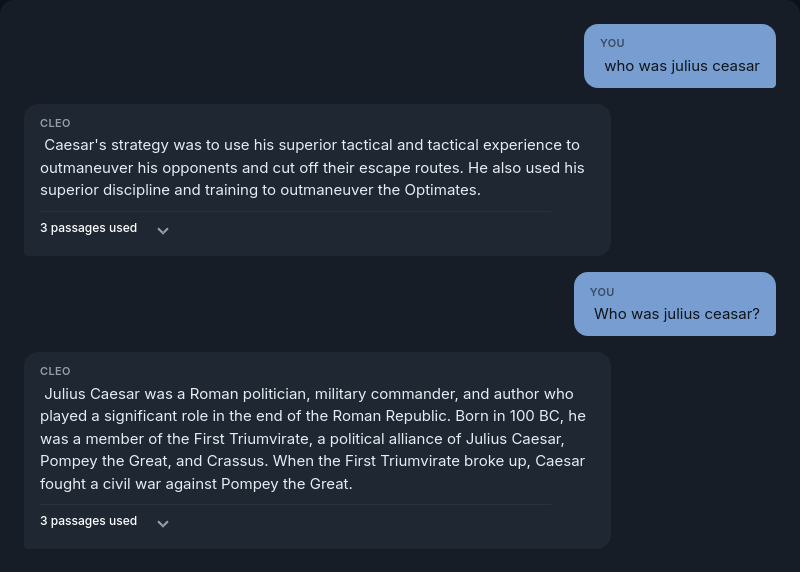 YOU
who was julius ceasar
CLEO
Caesar's strategy was to use his superior tactical and tactical experience to
outmaneuver his opponents and cut off their escape routes. He also used his
superior discipline and training to outmaneuver the Optimates.
3 passages used
YOU
Who was julius ceasar?
CLEO
Julius Caesar was a Roman politician, military commander, and author who
played a significant role in the end of the Roman Republic. Born in 100 BC, he
was a member of the First Triumvirate, a political alliance of Julius Caesar,
Pompey the Great, and Crassus. When the First Triumvirate broke up, Caesar
fought a civil war against Pompey the Great.
3 passages used